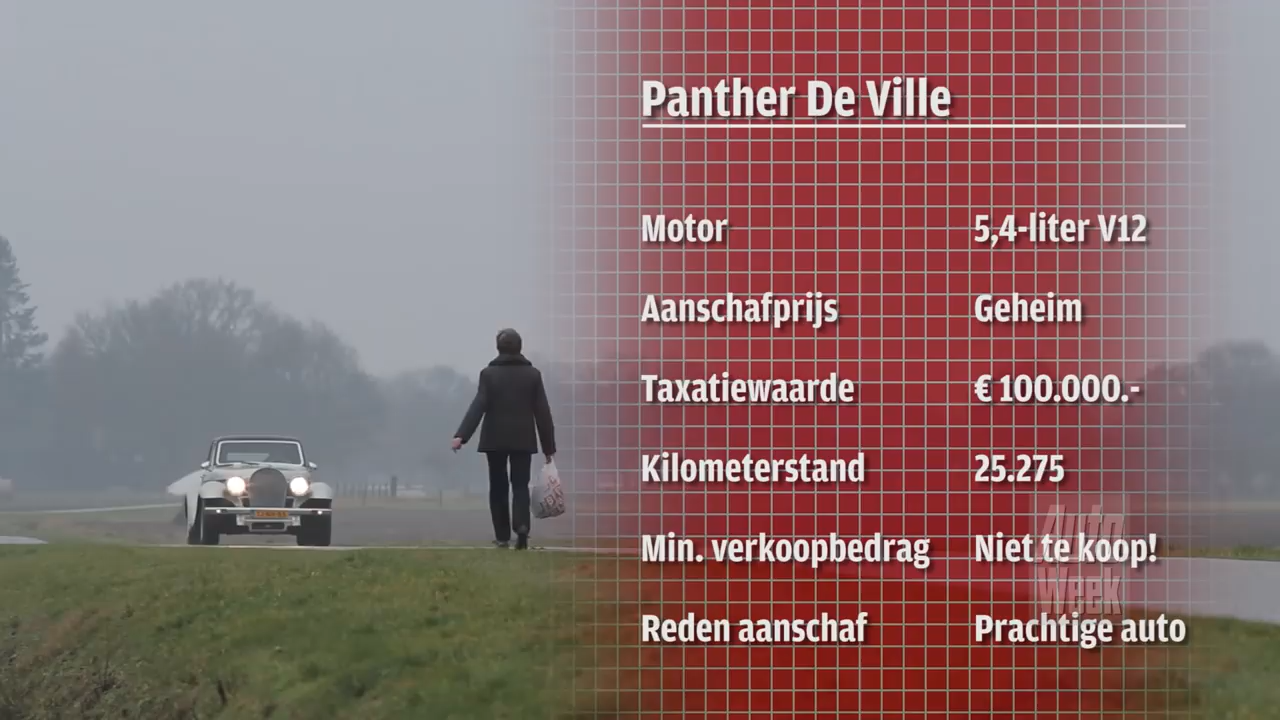 Panther De Ville
Motor 5,4-liter V12
Aanschafprijs Geheim
Taxatiewaarde € 100.000.-
Kilometerstand 25.275
Min. verkoopbedrag Niet te koop!
Reden aanschaf Prachtige auto
Auto
Week